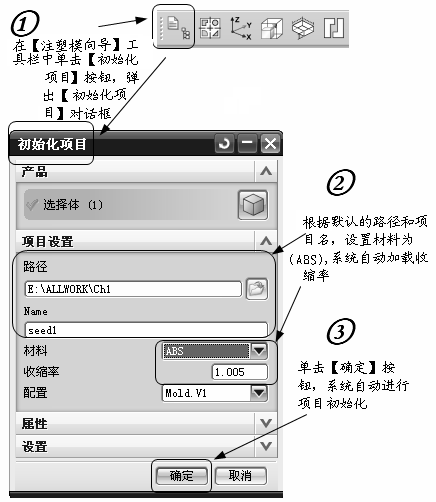 ①
在【注塑模向导】工
具栏中单击【初始化
项目】按钮，弹
出【初始化项
目】对话框
Z
Y
X
初始化项目
产品
选择体 (1)
项目设置
路径
E:\ALLWORK\Ch1
Name
seed1
材料
ABS
收缩率
1.005
配置
Mold.V1
属性
设置
确定
取消
②
根据默认的路径和项
目名，设置材料为
(ABS),系统自动加载收
缩率
③
单击【确定】按
钮，系统自动进行
项目初始化